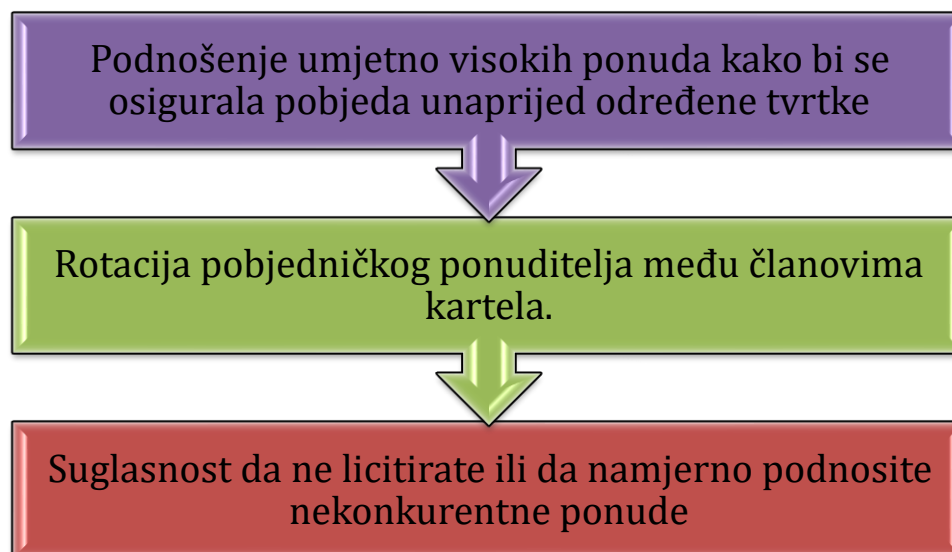 Podnošenje umjetno visokih ponuda kako bi se
osigurala pobjeda unaprijed određene tvrtke
Rotacija pobjedničkog ponuditelja među članovima
kartela.
Suglasnost da ne licitirate ili da namjerno podnosite
nekonkurentne ponude